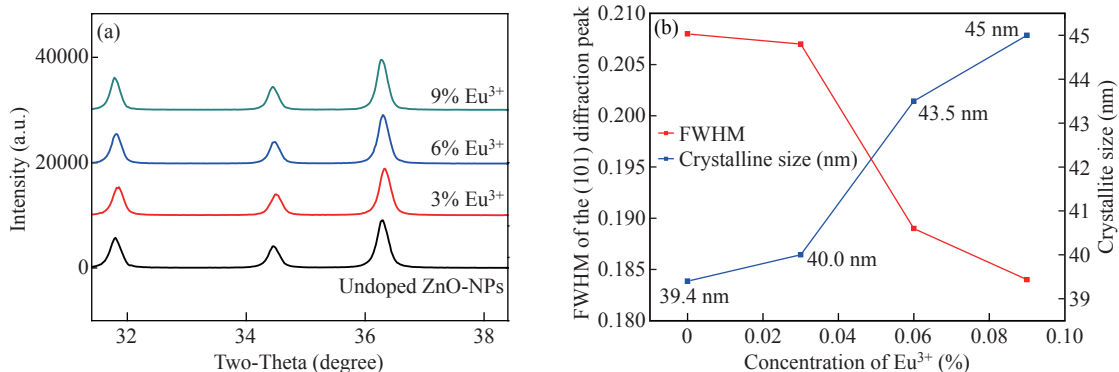 (a)
40000
20000
0
Intensity (a.u.)
9% Eu³⁺
6% Eu³⁺
3% Eu³⁺
Undoped ZnO-NPs
32
34
36
38
Two-Theta (degree)
(b)
0.210
0.205
0.200
0.195
0.190
0.185
0.180
FWHM of the (101) diffraction peak
FWHM
Crystalline size (nm)
39.4 nm
40.0 nm
43.5 nm
45 nm
45
44
43
42
41
40
39
Crystallite size (nm)
0
0.02
0.04
0.06
0.08
0.10
Concentration of Eu³⁺ (%)